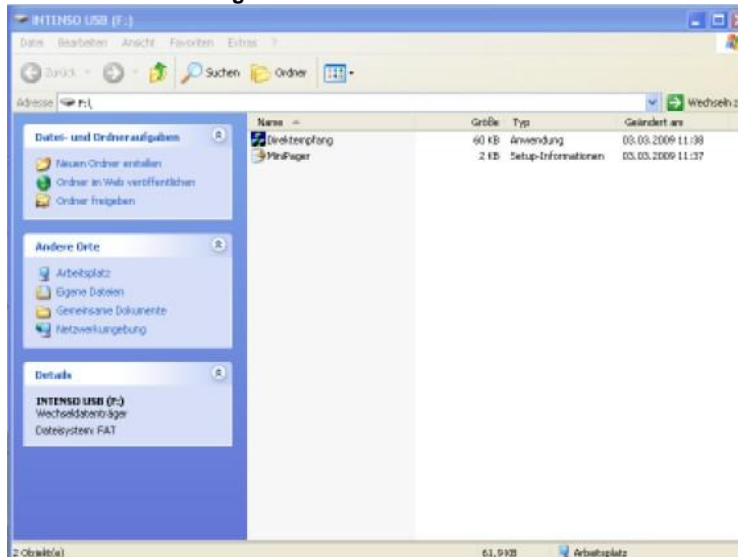 INTENSO USB (F:)
Datei Bearbeiten Ansicht Favoriten Extras ?
Zurück Suchen Ordner
Adresse F:\ Wechseln z
Name Größe Typ Geändert am
Direktempfang 60 KB Anwendung 03.03.2009 11:38
MiniPager 2 KB Setup-Informationen 03.03.2009 11:37
Datei- und Ordneraufgaben
Neuen Ordner erstellen
Ordner im Web veröffentlichen
Ordner freigeben
Andere Orte
Arbeitsplatz
Eigene Dateien
Gemeinsame Dokumente
Netzwerkumgebung
Details
INTENSO USB (F:)
Wechseldatenträger
Dateisystem: FAT
2 Objekt(e) 61,9 KB Arbeitsplatz